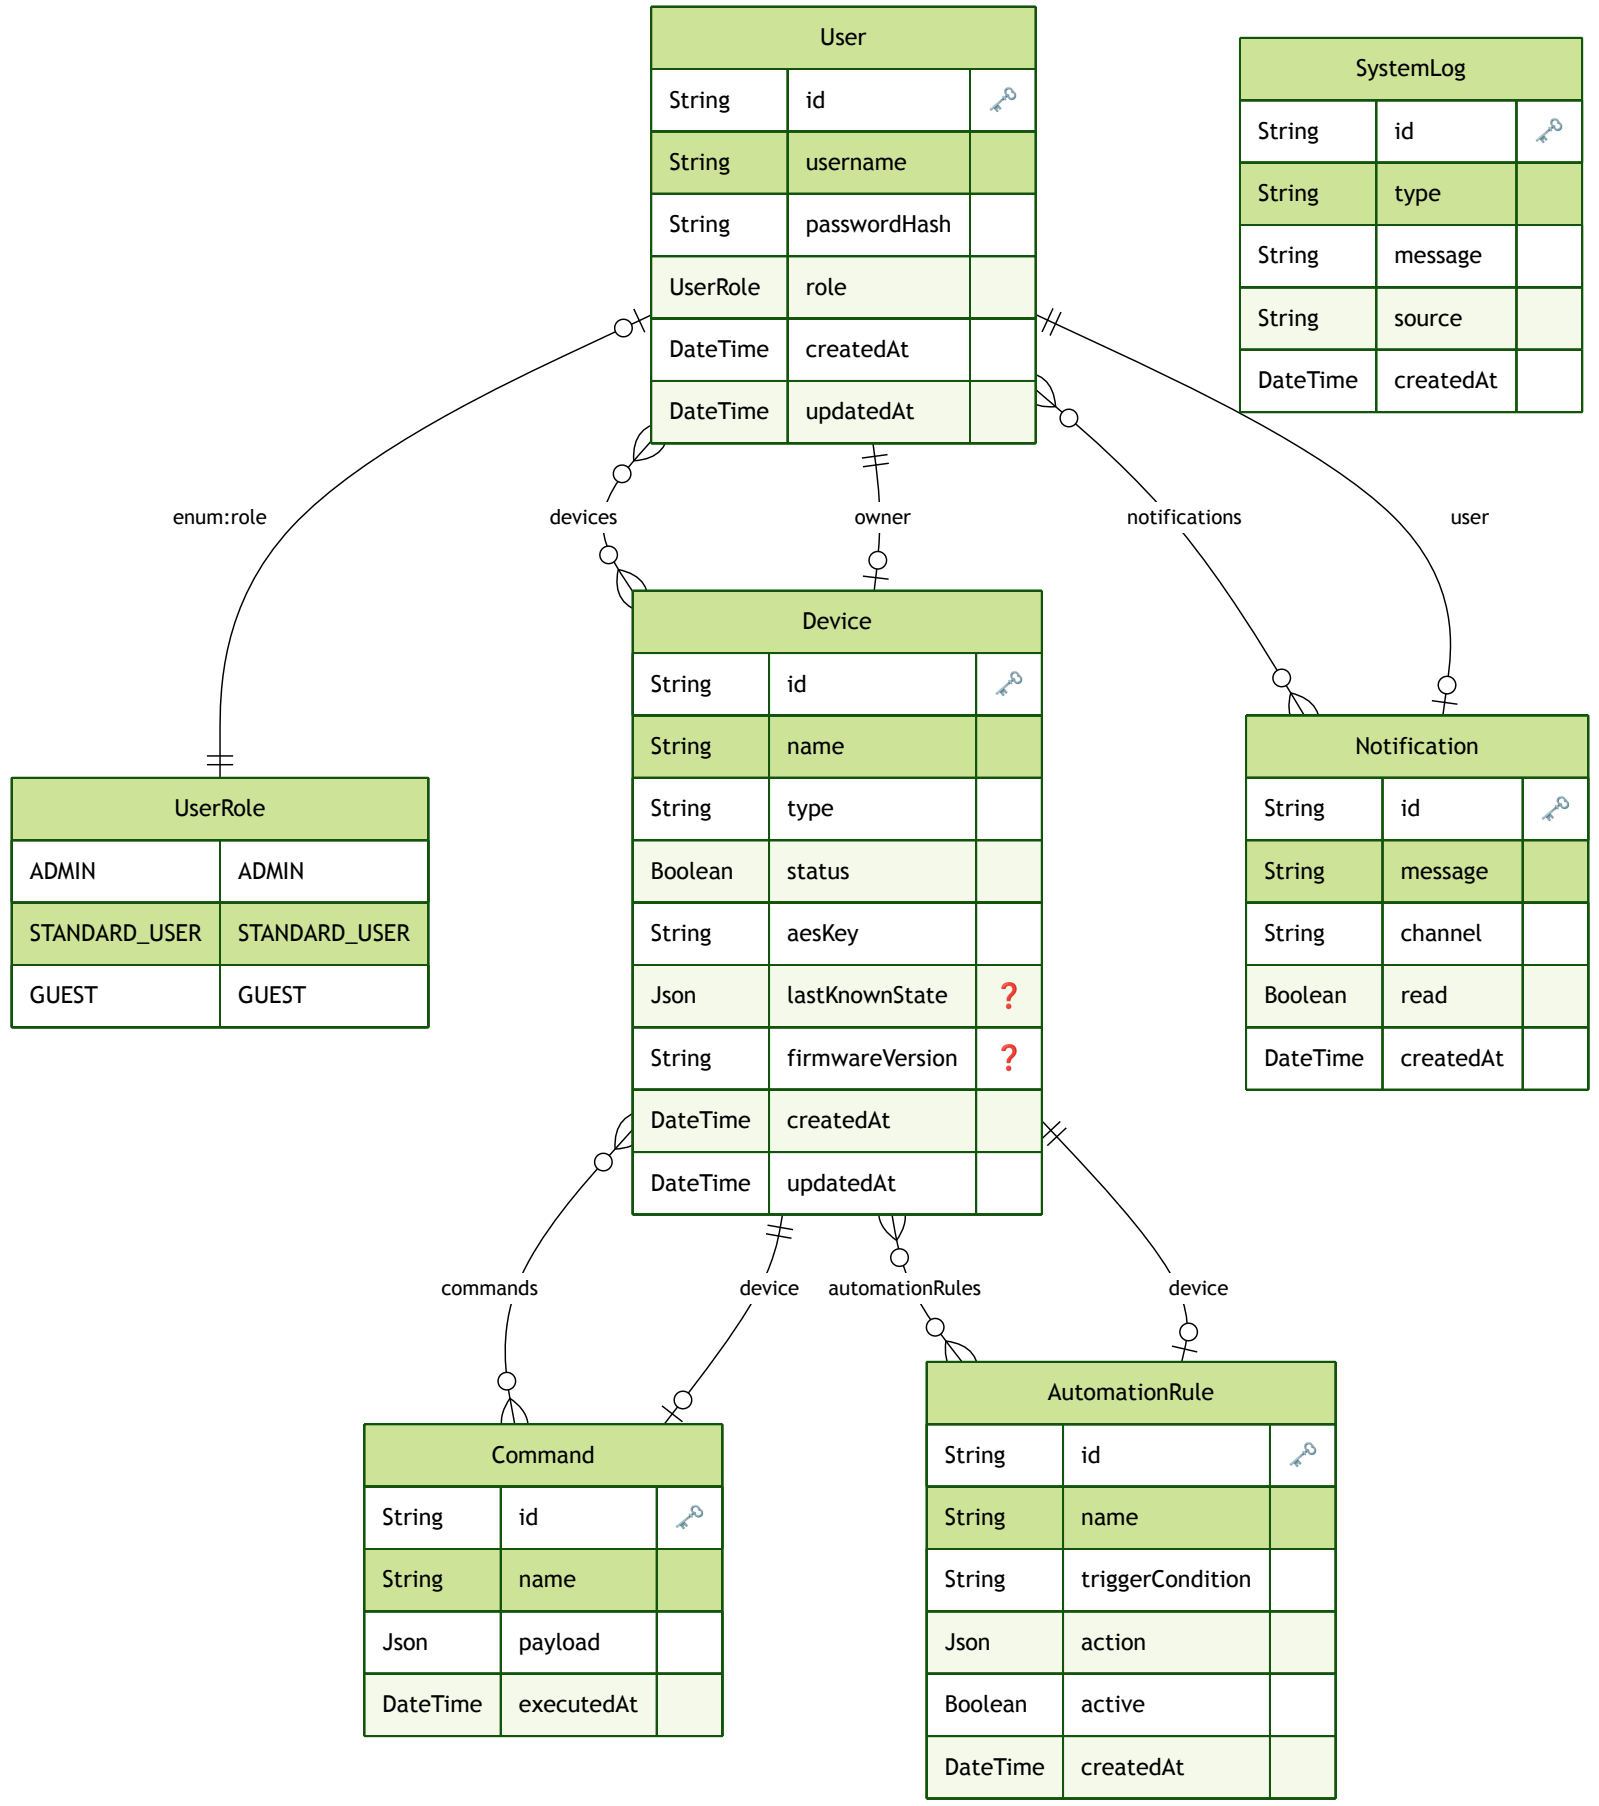 User
String id 🗝️
String username
String passwordHash
UserRole role
DateTime createdAt
DateTime updatedAt
SystemLog
String id 🗝️
String type
String message
String source
DateTime createdAt
enum:role
devices
owner
notifications
user
Device
String id 🗝️
String name
String type
Boolean status
String aesKey
Json lastKnownState ❓
String firmwareVersion ❓
DateTime createdAt
DateTime updatedAt
UserRole
ADMIN ADMIN
STANDARD_USER STANDARD_USER
GUEST GUEST
Notification
String id 🗝️
String message
String channel
Boolean read
DateTime createdAt
commands
device
automationRules
device
Command
String id 🗝️
String name
Json payload
DateTime executedAt
AutomationRule
String id 🗝️
String name
String triggerCondition
Json action
Boolean active
DateTime createdAt